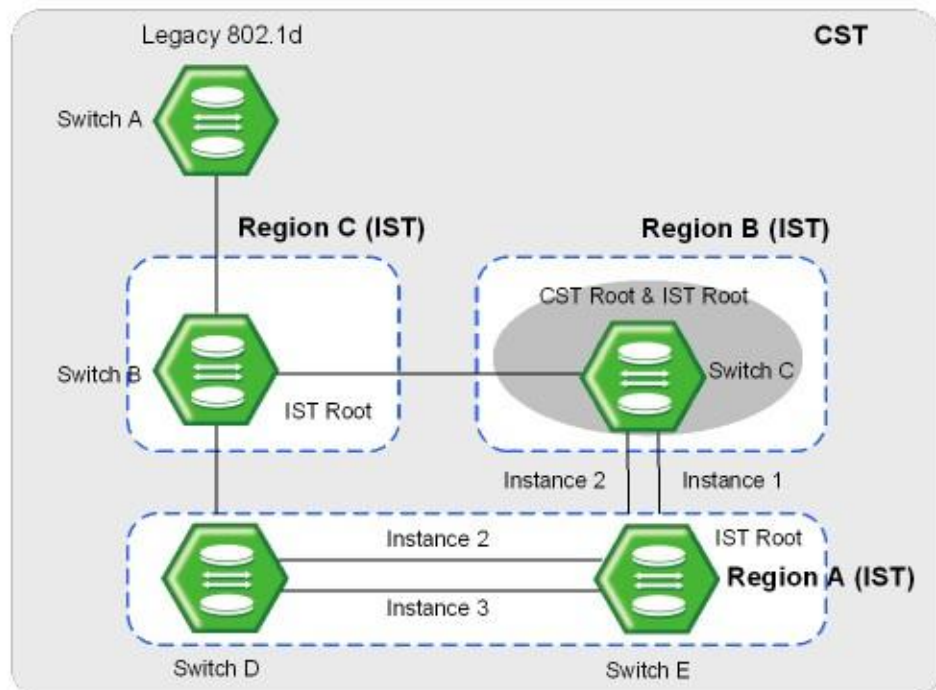 Legacy 802.1d
CST
Switch A
Region C (IST)
Region B (IST)
CST Root & IST Root
Switch B
Switch C
IST Root
Instance 2
Instance 1
Instance 2
IST Root
Region A (IST)
Instance 3
Switch D
Switch E